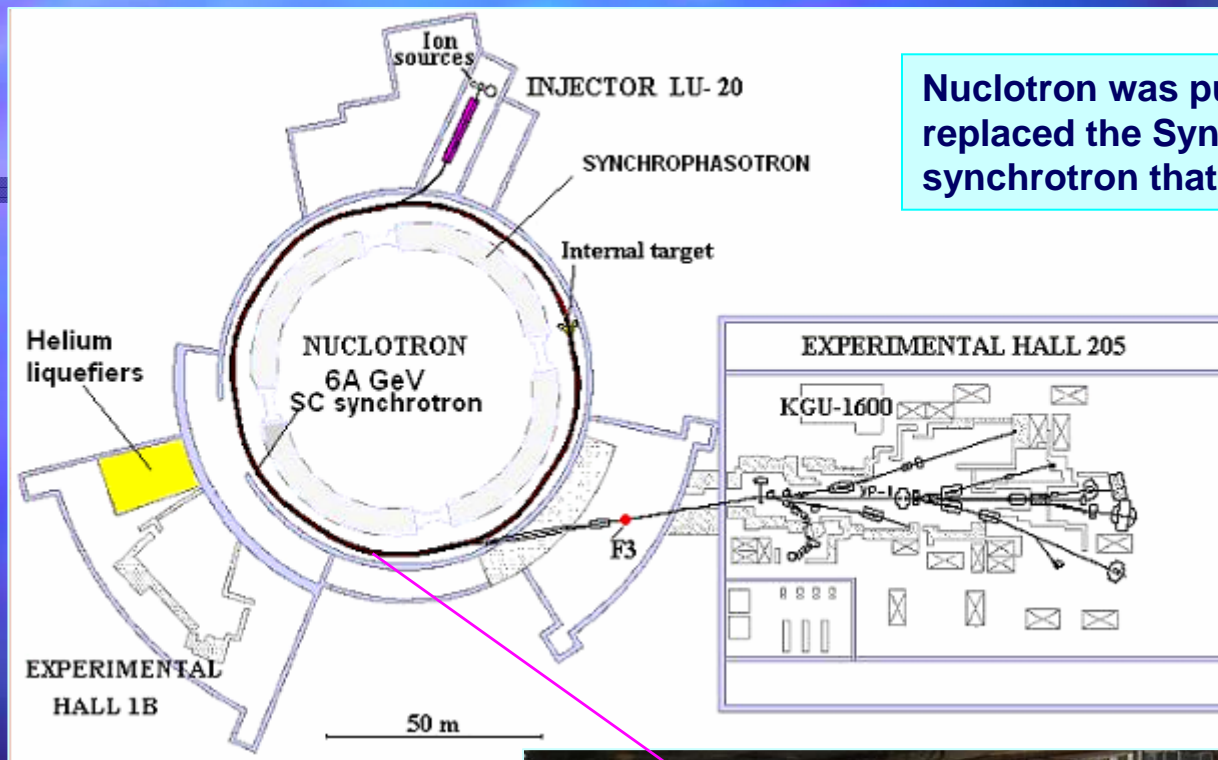 Ion
sources
INJECTOR LU- 20
Nuclotron was pu
replaced the Syn
synchrotron that
SYNCHROPHASOTRON
Internal target
Helium
liquefiers
NUCLOTRON
6A GeV
SC synchrotron
EXPERIMENTAL HALL 205
KGU-1600
F3
EXPERIMENTAL
HALL 1B
50 m